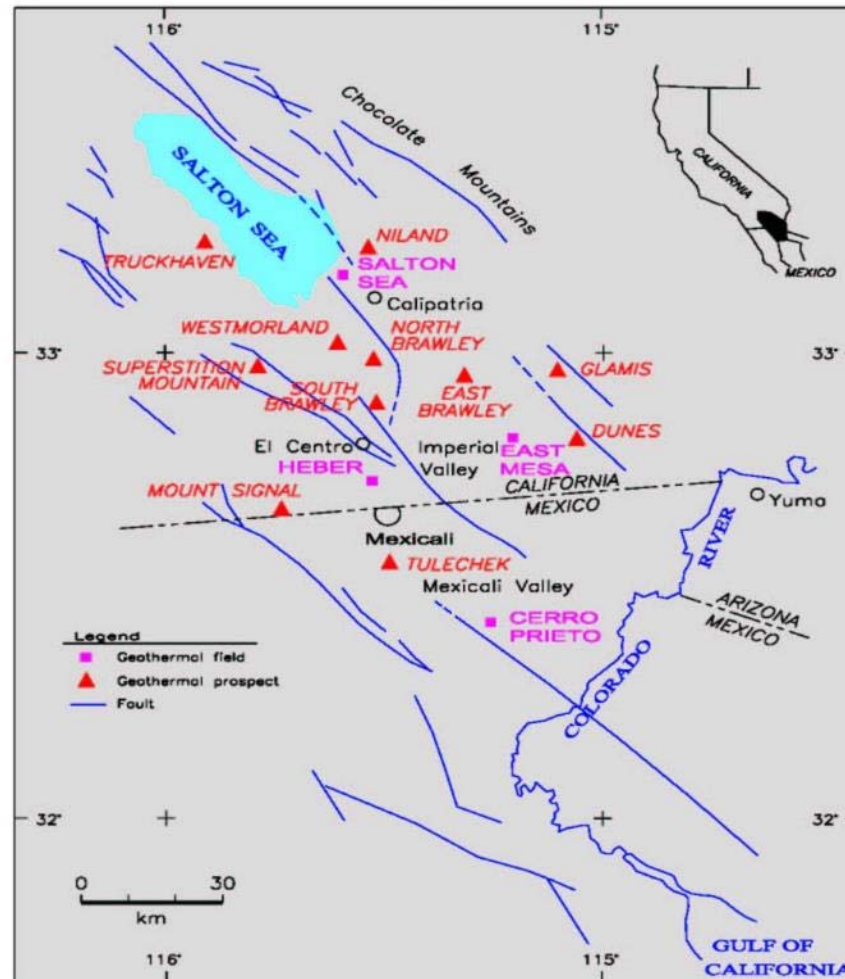 116°
115°
Chocolate
Mountains
SALTON SEA
CALIFORNIA
MEXICO
NILAND
TRUCKHAVEN
SALTON
SEA
Calipatria
WESTMORLAND
NORTH
BRAWLEY
33°
33°
SUPERSTITION
MOUNTAIN
SOUTH
BRAWLEY
EAST
BRAWLEY
GLAMIS
DUNES
El Centro
Imperial
Valley
EAST
MESA
HEBER
MOUNT SIGNAL
CALIFORNIA
MEXICO
Yuma
Mexicali
TULECHEK
Mexicali Valley
RIVER
ARIZONA
MEXICO
CERRO
PRIETO
COLORADO
Legend
Geothermal field
Geothermal prospect
Foult
32°
32°
0 30
km
GULF OF
CALIFORNIA
116°
115°